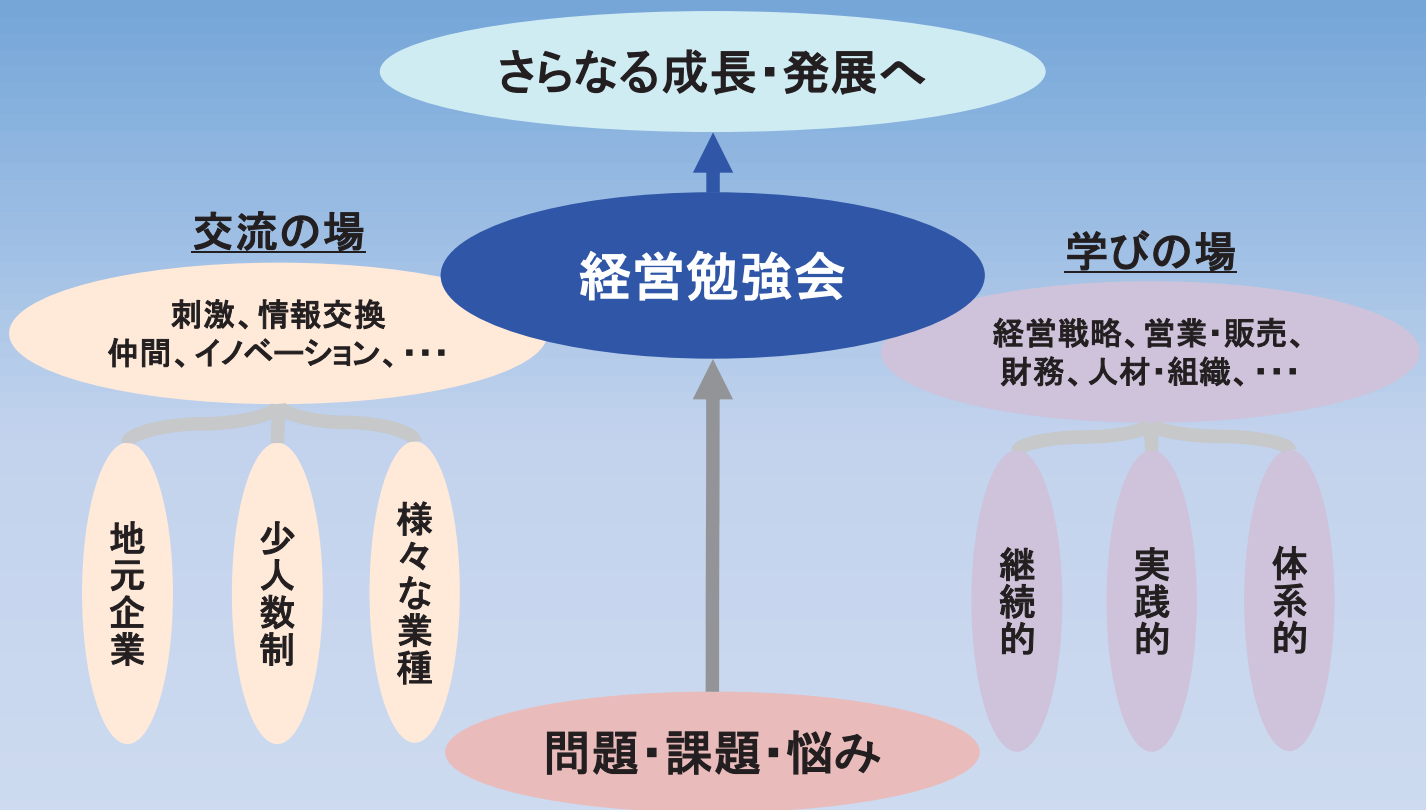 さらなる成長・発展へ
経営勉強会
交流の場
刺激、情報交換
仲間、イノベーション、・・・
地元企業
少人数制
様々な業種
学びの場
経営戦略、営業・販売、
財務、人材・組織、・・・
継続的
実践的
体系的
問題・課題・悩み